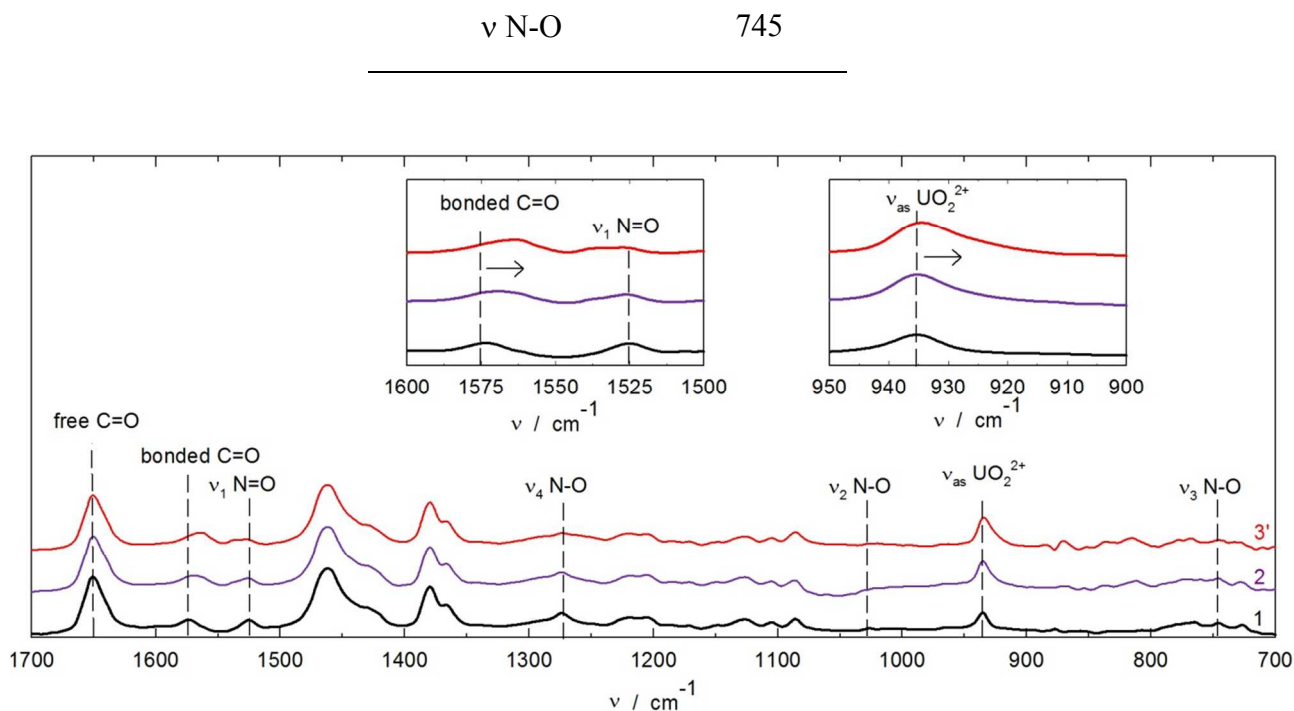 ν N-O 745
bonded C=O
ν₁ N=O
1600 1575 1550 1525 1500
ν / cm⁻¹
νas UO₂²⁺
950 940 930 920 910 900
ν / cm⁻¹
free C=O
bonded C=O
ν₁ N=O
ν₄ N-O
ν₂ N-O
νas UO₂²⁺
ν₃ N-O
3'
2
1
1700 1600 1500 1400 1300 1200 1100 1000 900 800 700
ν / cm⁻¹